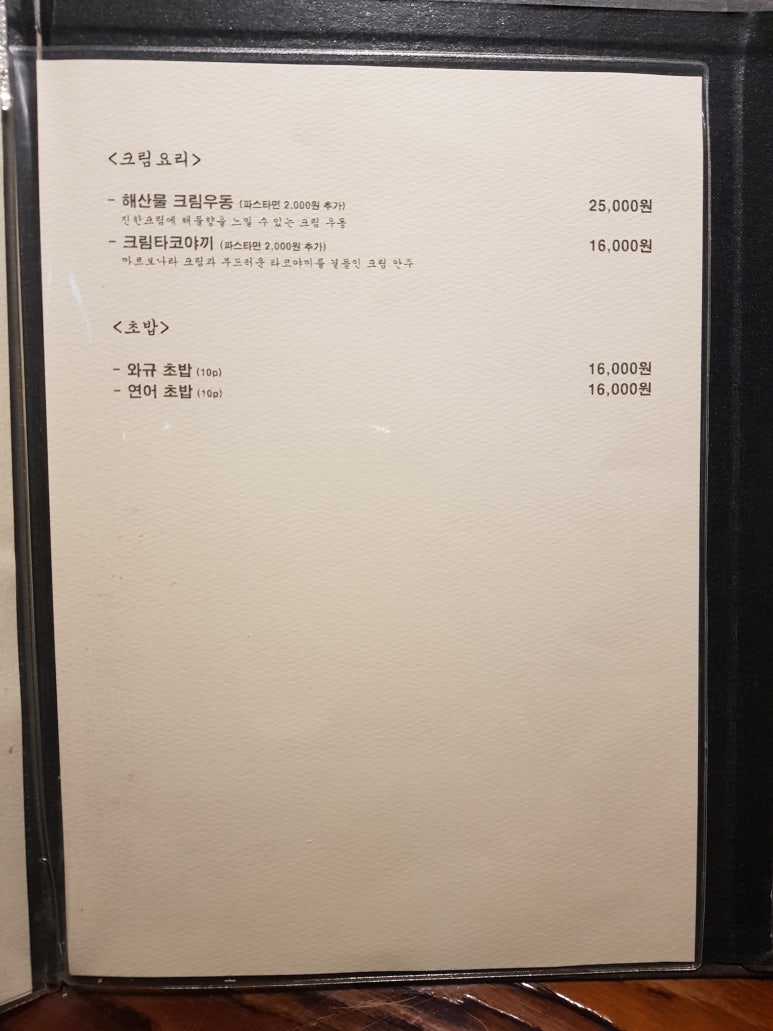 <크림요리>
- 해산물 크림우동 (파스타면 2,000원 추가) 25,000원
진한크림에 해물향을 느낄 수 있는 크림 우동
- 크림타코야끼 (파스타면 2,000원 추가) 16,000원
까르보나라 크림과 부드러운 타코야끼를 곁들인 크림 안주
<초밥>
- 와규 초밥 (10p) 16,000원
- 연어 초밥 (10p) 16,000원